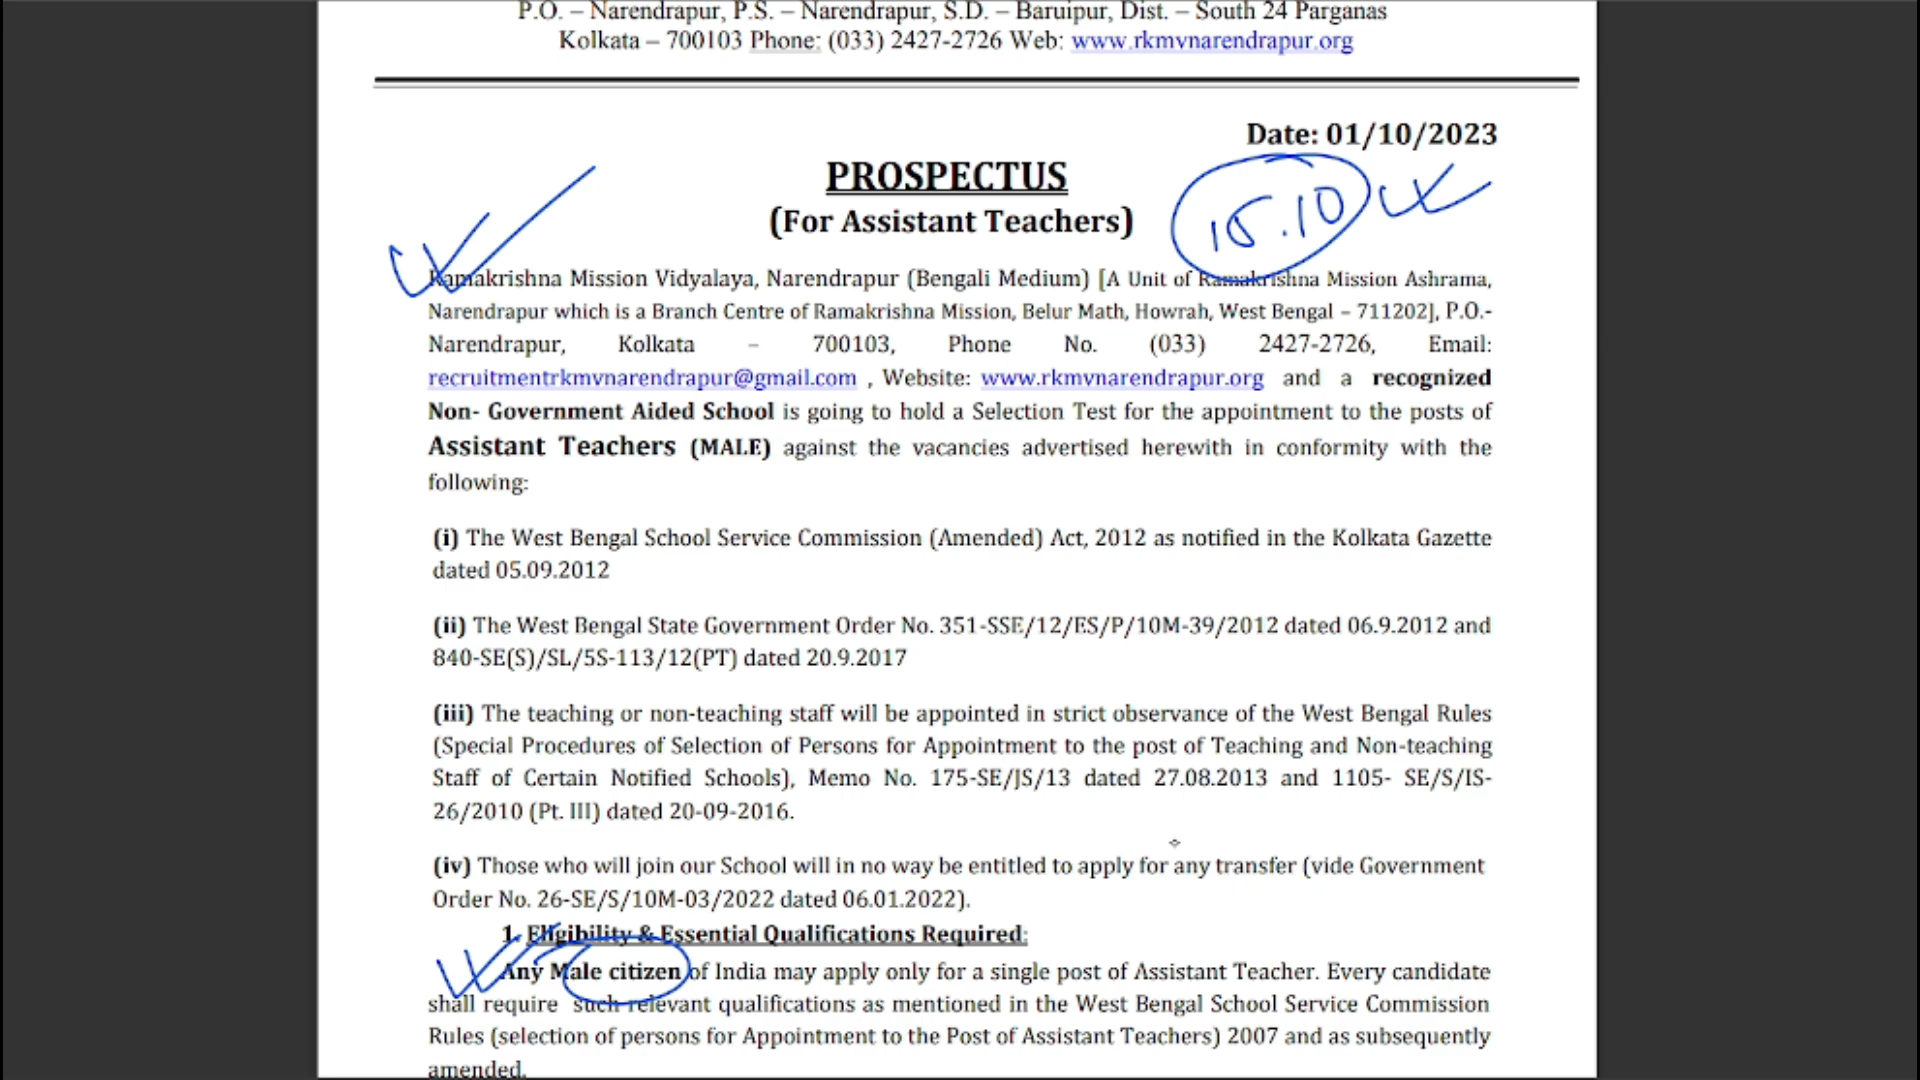 P.O. – Narendrapur, P.S. – Narendrapur, S.D. – Baruipur, Dist. – South 24 Parganas
Kolkata – 700103 Phone: (033) 2427-2726 Web: www.rkmvnarendrapur.org
Date: 01/10/2023
PROSPECTUS
(For Assistant Teachers)
15.10
Ramakrishna Mission Vidyalaya, Narendrapur (Bengali Medium) [A Unit of Ramakrishna Mission Ashrama,
Narendrapur which is a Branch Centre of Ramakrishna Mission, Belur Math, Howrah, West Bengal – 711202], P.O.-
Narendrapur, Kolkata – 700103, Phone No. (033) 2427-2726, Email:
recruitmentrkmvnarendrapur@gmail.com , Website: www.rkmvnarendrapur.org and a recognized
Non- Government Aided School is going to hold a Selection Test for the appointment to the posts of
Assistant Teachers (MALE) against the vacancies advertised herewith in conformity with the
following:
(i) The West Bengal School Service Commission (Amended) Act, 2012 as notified in the Kolkata Gazette
dated 05.09.2012
(ii) The West Bengal State Government Order No. 351-SSE/12/ES/P/10M-39/2012 dated 06.9.2012 and
840-SE(S)/SL/5S-113/12(PT) dated 20.9.2017
(iii) The teaching or non-teaching staff will be appointed in strict observance of the West Bengal Rules
(Special Procedures of Selection of Persons for Appointment to the post of Teaching and Non-teaching
Staff of Certain Notified Schools), Memo No. 175-SE/JS/13 dated 27.08.2013 and 1105- SE/S/IS-
26/2010 (Pt. III) dated 20-09-2016.
(iv) Those who will join our School will in no way be entitled to apply for any transfer (vide Government
Order No. 26-SE/S/10M-03/2022 dated 06.01.2022).
1. Eligibility & Essential Qualifications Required:
Any Male citizen of India may apply only for a single post of Assistant Teacher. Every candidate
shall require such relevant qualifications as mentioned in the West Bengal School Service Commission
Rules (selection of persons for Appointment to the Post of Assistant Teachers) 2007 and as subsequently
amended.